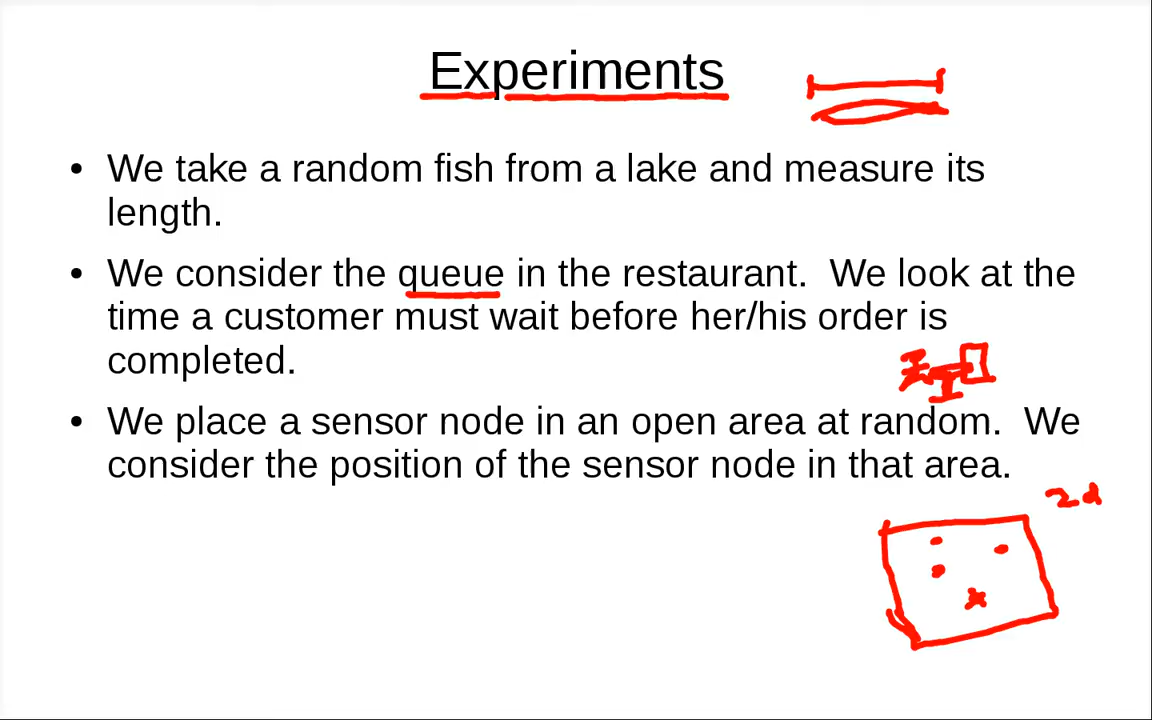 Experiments
• We take a random fish from a lake and measure its
length.
• We consider the queue in the restaurant.  We look at the
time a customer must wait before her/his order is
completed.
• We place a sensor node in an open area at random.  We
consider the position of the sensor node in that area.
2d